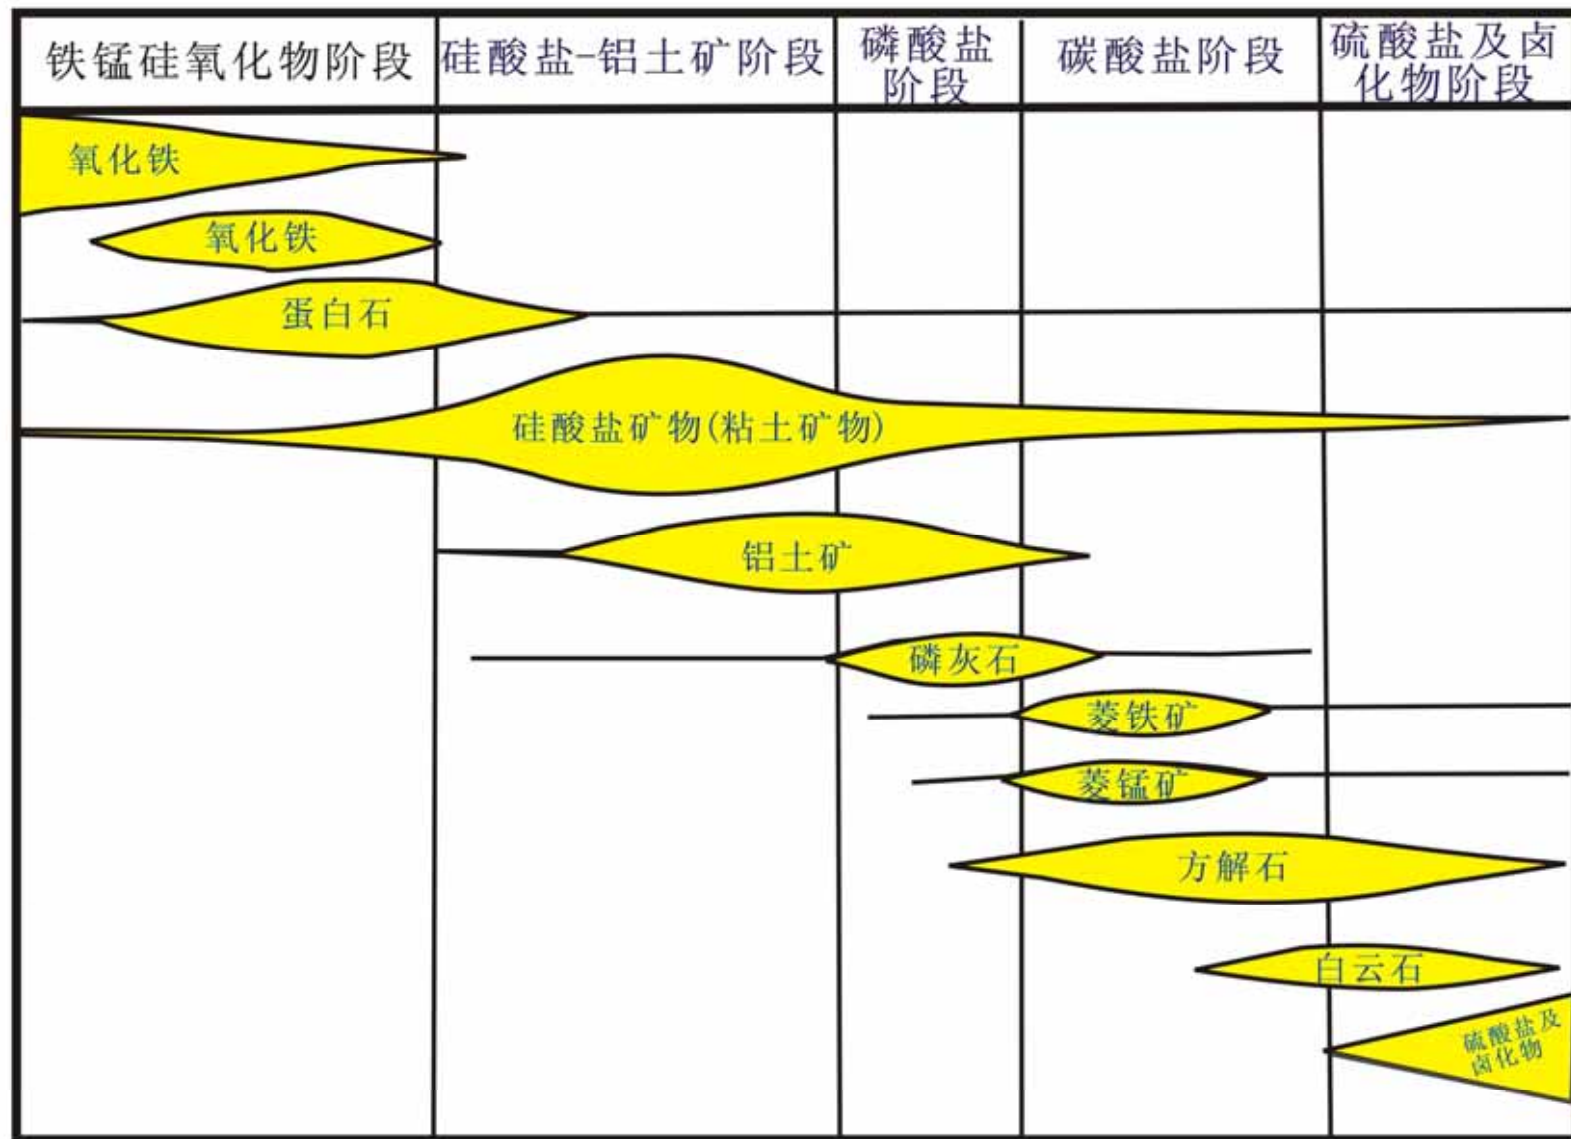 铁锰硅氧化物阶段
硅酸盐-铝土矿阶段
磷酸盐
阶段
碳酸盐阶段
硫酸盐及卤
化物阶段
氧化铁
氧化铁
蛋白石
硅酸盐矿物(粘土矿物)
铝土矿
磷灰石
菱铁矿
菱锰矿
方解石
白云石
硫酸盐及
卤化物